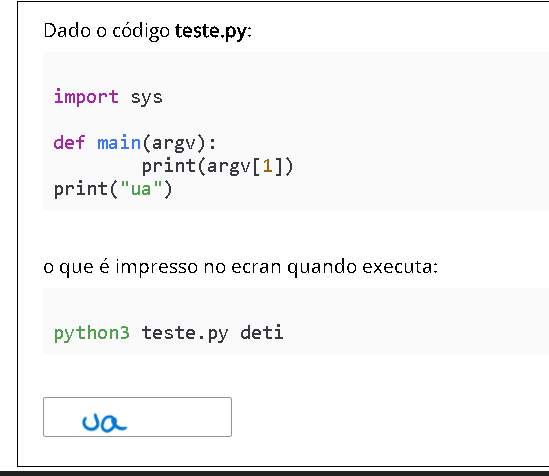 Dado o código teste.py:
import sys
def main(argv):
print(argv[1])
print("ua")
o que é impresso no ecran quando executa:
python3 teste.py deti
ua